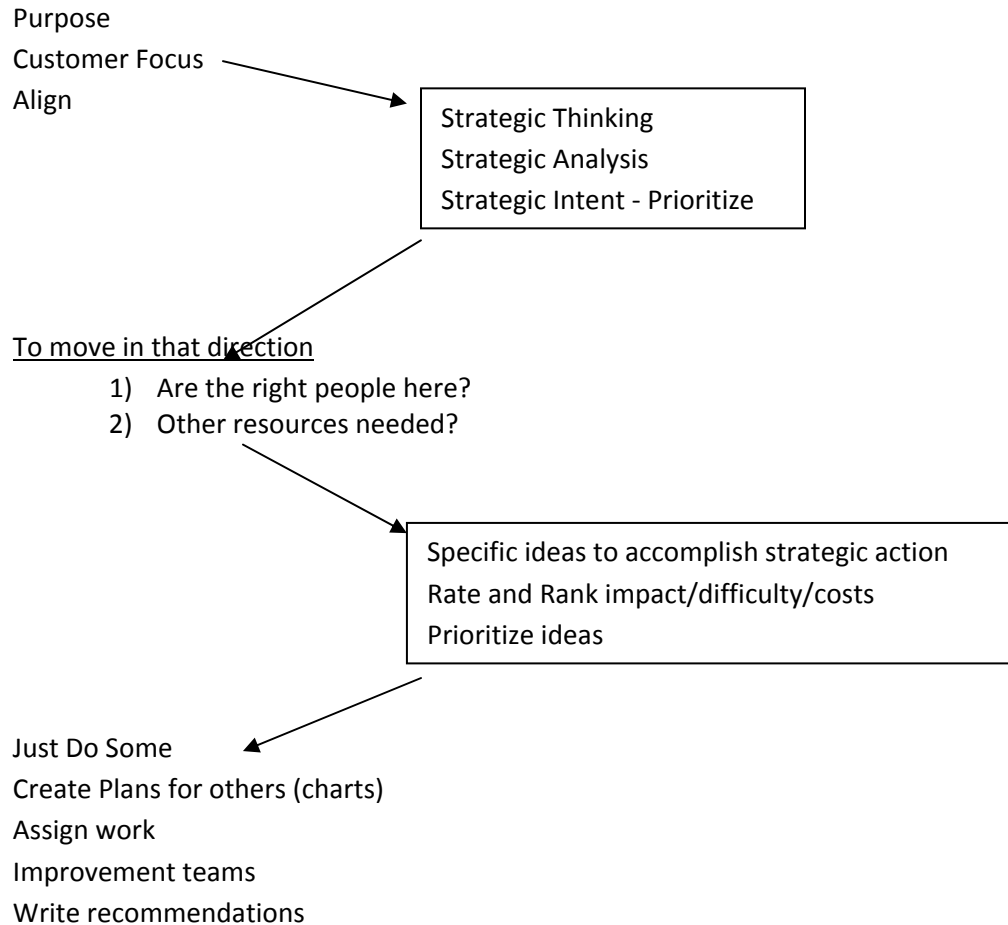 Purpose
Customer Focus
Align
Strategic Thinking
Strategic Analysis
Strategic Intent - Prioritize
To move in that direction
1) Are the right people here?
2) Other resources needed?
Specific ideas to accomplish strategic action
Rate and Rank impact/difficulty/costs
Prioritize ideas
Just Do Some
Create Plans for others (charts)
Assign work
Improvement teams
Write recommendations